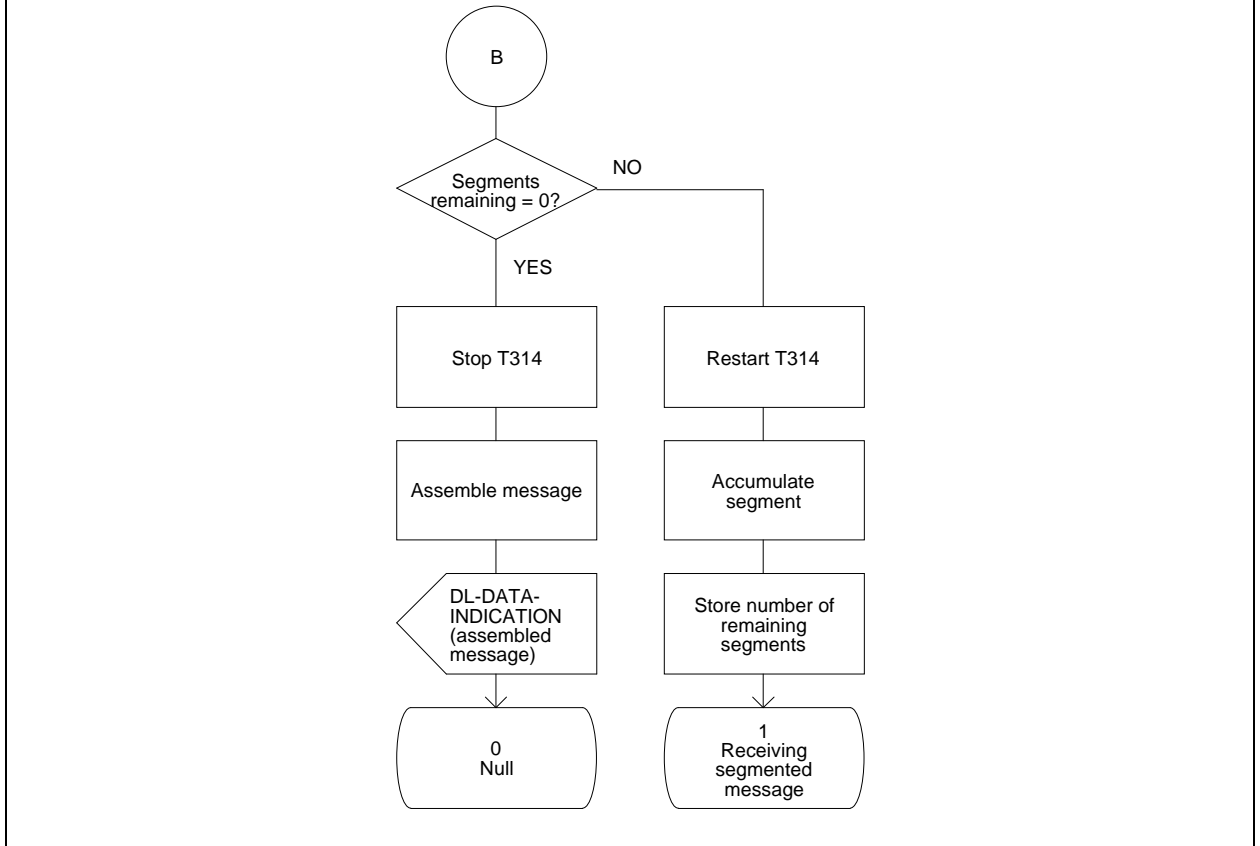 B
Segments
remaining = 0?
NO
YES
Stop T314
Restart T314
Assemble message
Accumulate
segment
DL-DATA-
INDICATION
(assembled
message)
Store number of
remaining
segments
0
Null
1
Receiving
segmented
message